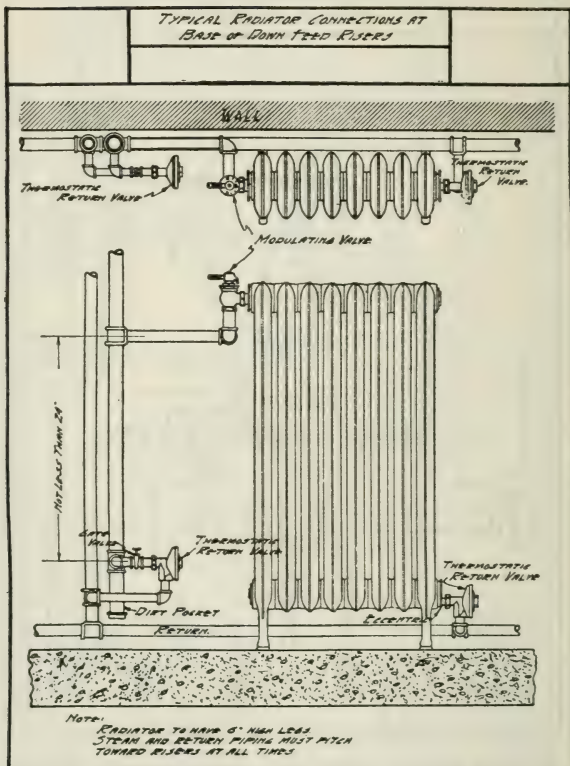 TYPICAL RADIATOR CONNECTIONS AT
BASE OF DOWN FEED RISERS
WALL
THERMOSTATIC
RETURN VALVE
THERMOSTATIC
RETURN
VALVE.
MODULATING VALVE
NOT LESS THAN 24"
GATE
VALVE
THERMOSTATIC
RETURN VALVE
DIRT POCKET
RETURN.
THERMOSTATIC
RETURN VALVE
ECCENTRIC
NOTE:
RADIATOR TO HAVE 6" HIGH LEGS
STEAM AND RETURN PIPING MUST PITCH
TOWARD RISERS AT ALL TIMES